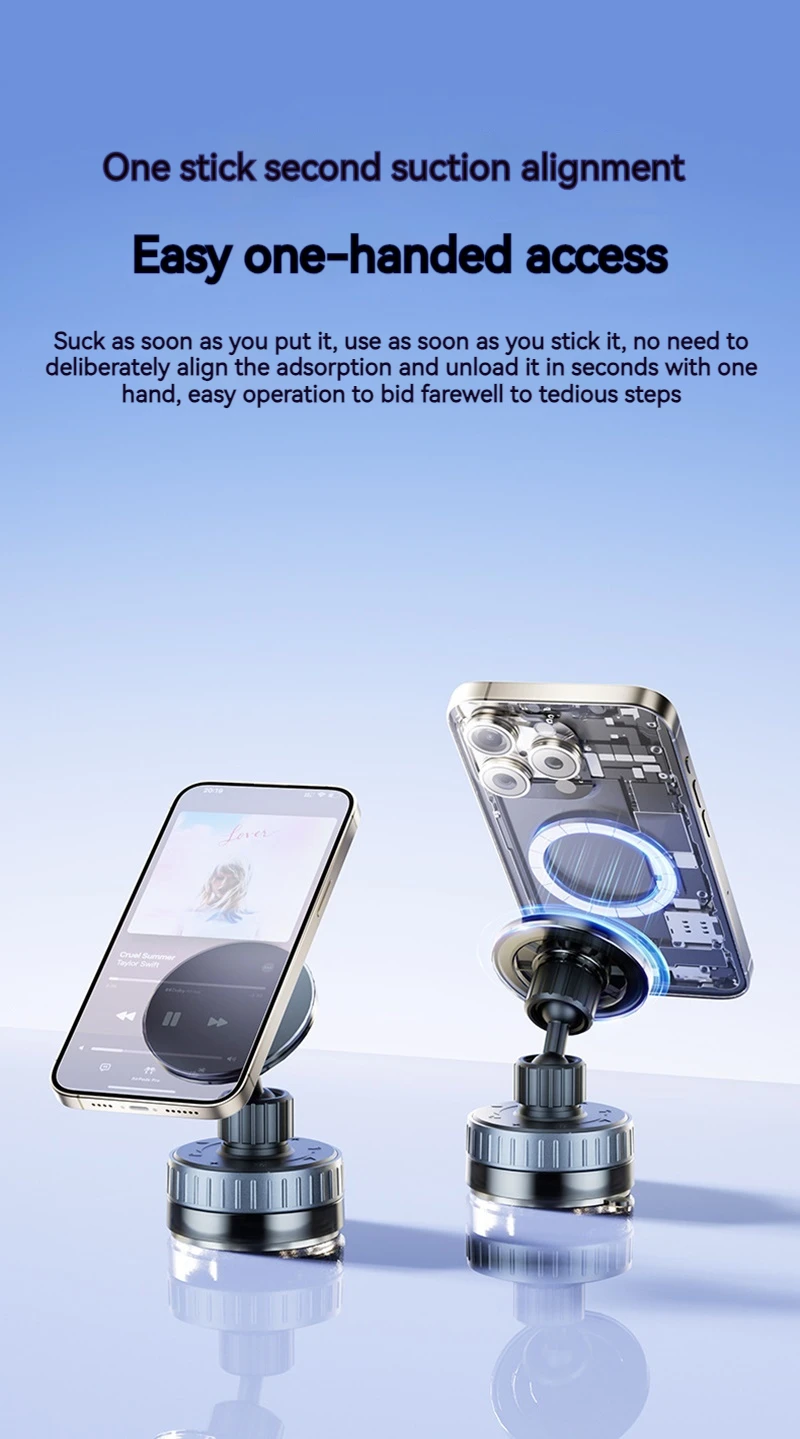 One stick second suction alignment
Easy one-handed access
Suck as soon as you put it, use as soon as you stick it, no need to
deliberately align the adsorption and unload it in seconds with one
hand, easy operation to bid farewell to tedious steps
20:19
Lover
Cruel Summer
Taylor Swift